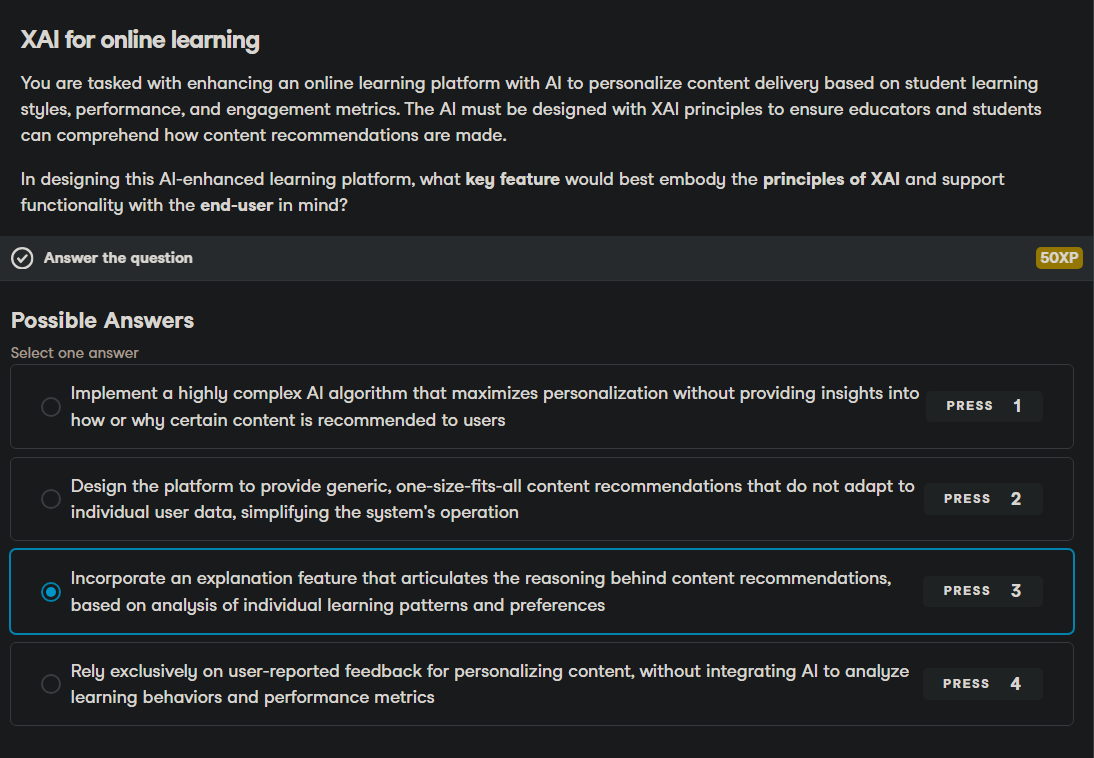 XAI for online learning
You are tasked with enhancing an online learning platform with AI to personalize content delivery based on student learning
styles, performance, and engagement metrics. The AI must be designed with XAI principles to ensure educators and students
can comprehend how content recommendations are made.
In designing this AI-enhanced learning platform, what key feature would best embody the principles of XAI and support
functionality with the end-user in mind?
Answer the question
50XP
Possible Answers
Select one answer
Implement a highly complex AI algorithm that maximizes personalization without providing insights into
how or why certain content is recommended to users
PRESS 1
Design the platform to provide generic, one-size-fits-all content recommendations that do not adapt to
individual user data, simplifying the system's operation
PRESS 2
Incorporate an explanation feature that articulates the reasoning behind content recommendations,
based on analysis of individual learning patterns and preferences
PRESS 3
Rely exclusively on user-reported feedback for personalizing content, without integrating AI to analyze
learning behaviors and performance metrics
PRESS 4